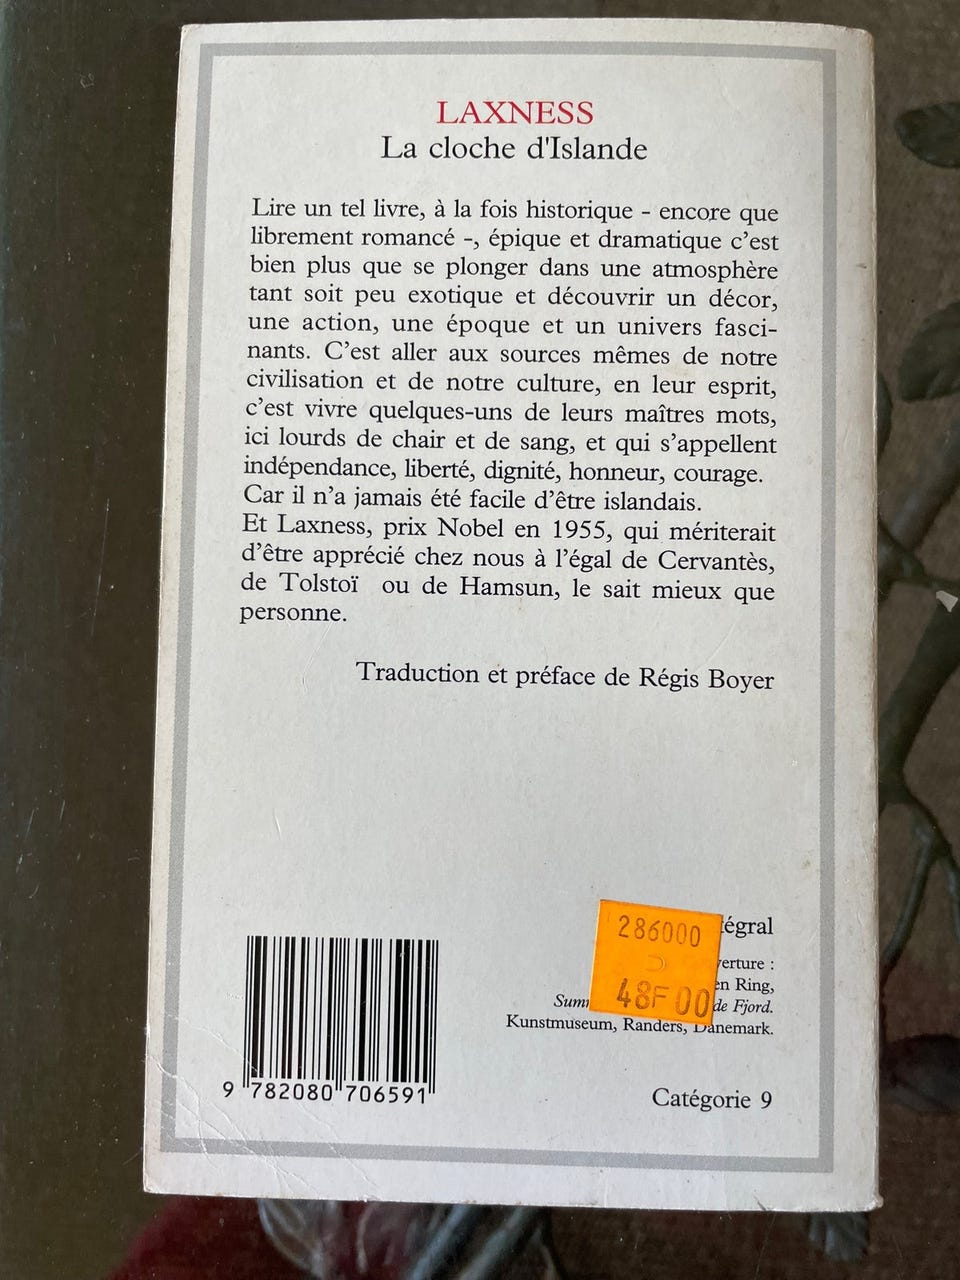 LAXNESS
La cloche d'Islande
Lire un tel livre, à la fois historique - encore que
librement romancé -, épique et dramatique c'est
bien plus que se plonger dans une atmosphère
tant soit peu exotique et découvrir un décor,
une action, une époque et un univers fasci-
nants. C'est aller aux sources mêmes de notre
civilisation et de notre culture, en leur esprit,
c'est vivre quelques-uns de leurs maîtres mots,
ici lourds de chair et de sang, et qui s'appellent
indépendance, liberté, dignité, honneur, courage.
Car il n'a jamais été facile d'être islandais.
Et Laxness, prix Nobel en 1955, qui mériterait
d'être apprécié chez nous à l'égal de Cervantès,
de Tolstoï ou de Hamsun, le sait mieux que
personne.
Traduction et préface de Régis Boyer
286000
48F00
égral
verture :
en Ring,
de Fjord.
Kunstmuseum, Randers, Danemark.
9 782080 706591
Catégorie 9